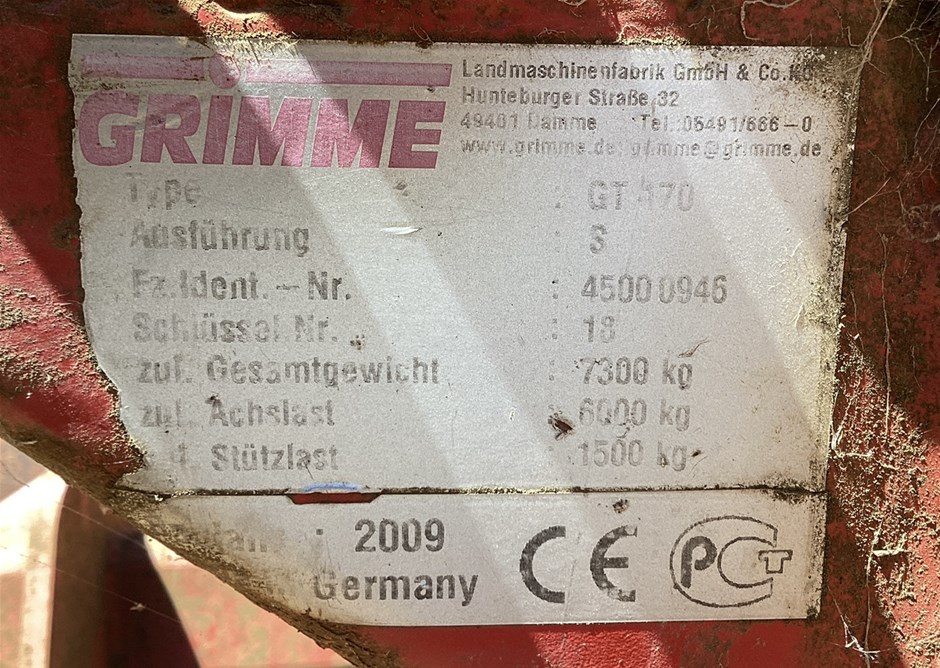 GRIMME
Landmaschinenfabrik GmbH & Co.KG
Hunteburger Straße 32
49401 Damme Tel.:05491/666-0
www.grimme.de; grimme@grimme.de
Type : GT 170
Ausführung : S
Fz.Ident.-Nr. : 45000946
Schlüssel Nr. : 18
zul. Gesamtgewicht : 7300 kg
zul. Achslast : 6000 kg
Stützlast : 1500 kg
: 2009
Germany CE PCT